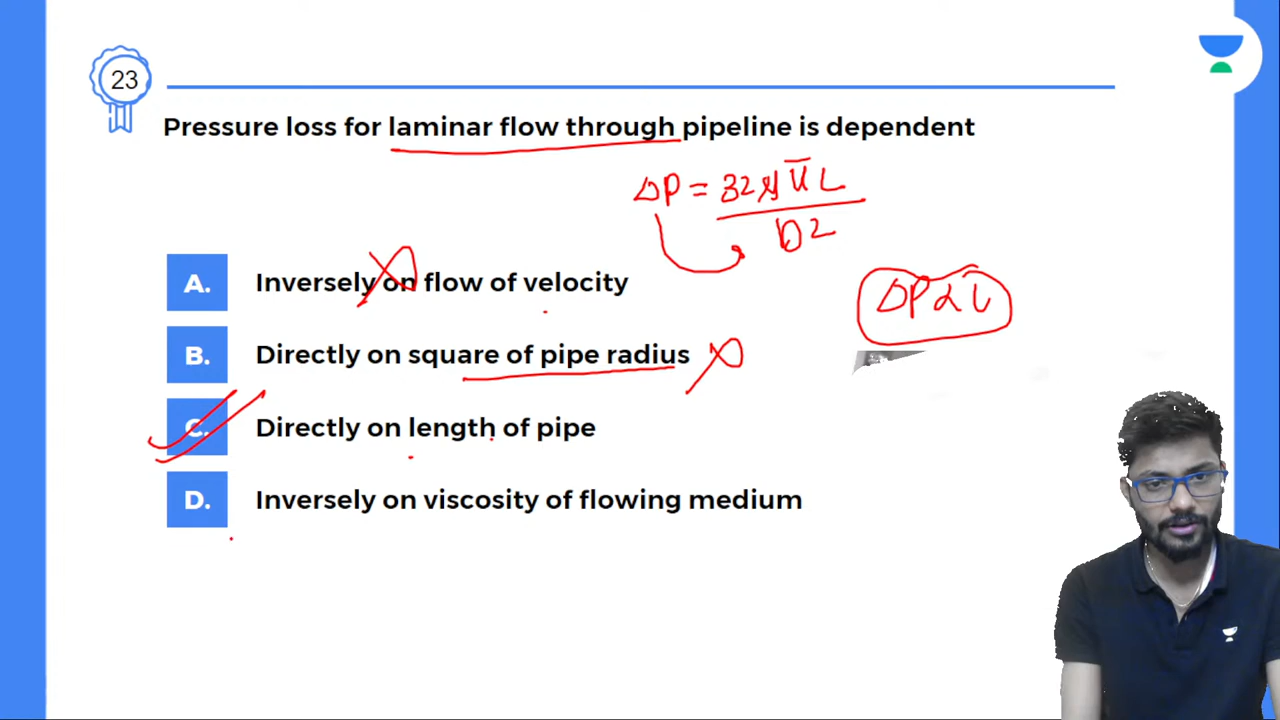 23
Pressure loss for laminar flow through pipeline is dependent
ΔP = 32 μ Ū L
D2
A. Inversely on flow of velocity
ΔP α Ū
B. Directly on square of pipe radius
C. Directly on length of pipe
D. Inversely on viscosity of flowing medium